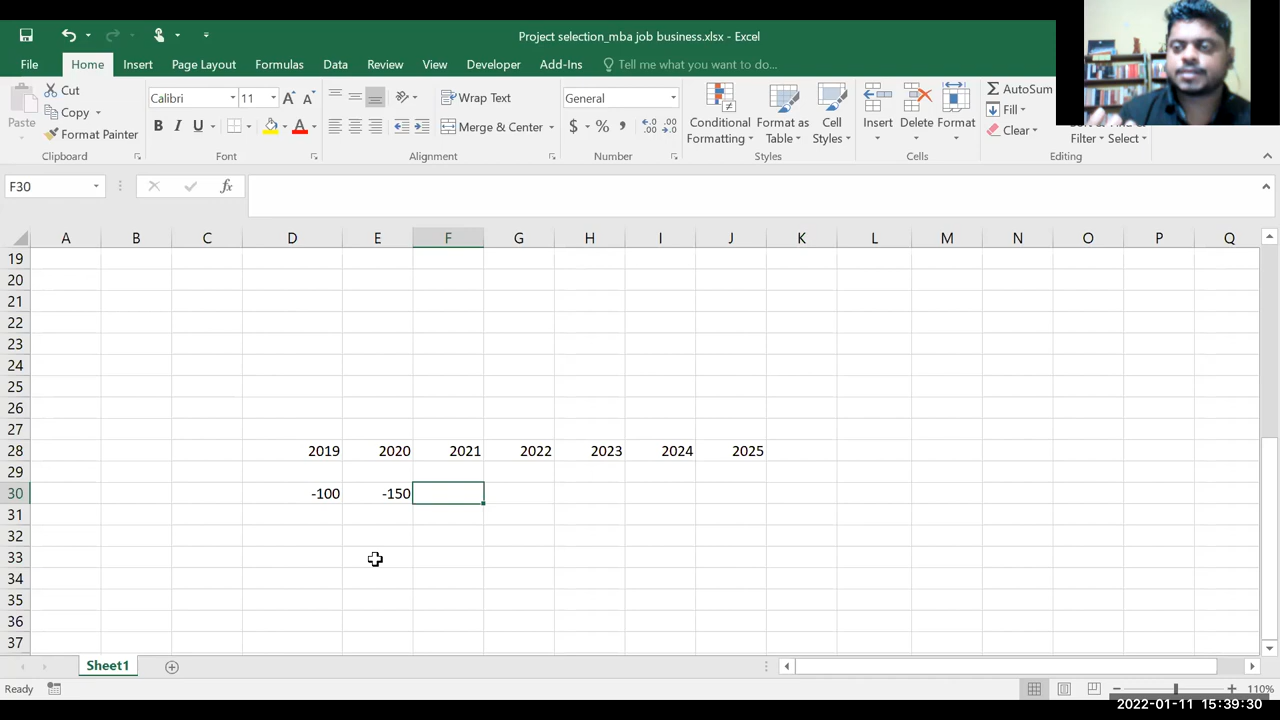 Project selection_mba job business.xlsx - Excel
File Home Insert Page Layout Formulas Data Review View Developer Add-Ins Tell me what you want to do...
Paste
Cut
Copy
Format Painter
Clipboard
Calibri 11
B I U
Font
Wrap Text
Merge & Center
Alignment
General
$ % ,
Number
Conditional Formatting
Format as Table
Cell Styles
Styles
Insert Delete Format
Cells
AutoSum
Fill
Clear
Filter Select
Editing
F30 fx
A B C D E F G H I J K L M N O P Q
19
20
21
22
23
24
25
26
27
28 2019 2020 2021 2022 2023 2024 2025
29
30 -100 -150
31
32
33
34
35
36
37
Sheet1
Ready 110%
2022-01-11 15:39:30